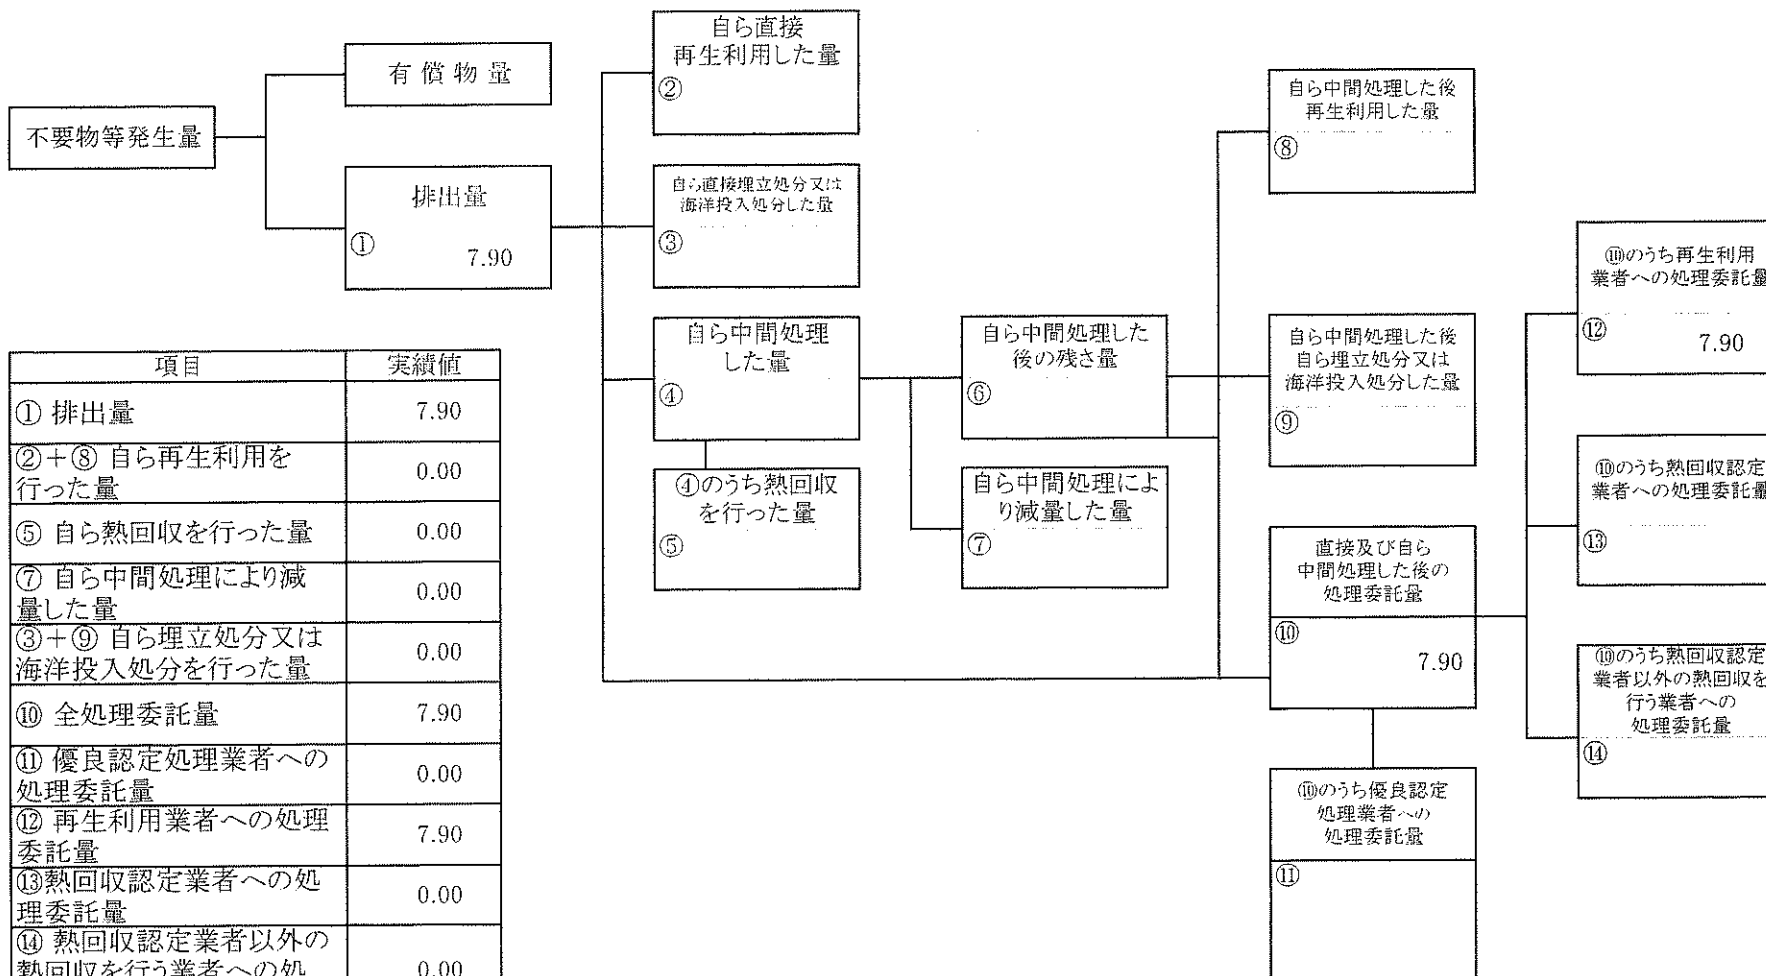 不要物等発生量
有償物量
排出量
①
7.90
自ら直接
再生利用した量
②
自ら直接埋立処分又は
海洋投入処分した量
③
自ら中間処理
した量
④
④のうち熱回収
を行った量
⑤
自ら中間処理した
後の残さ量
⑥
自ら中間処理によ
り減量した量
⑦
自ら中間処理した後
再生利用した量
⑧
自ら中間処理した後
自ら埋立処分又は
海洋投入処分した量
⑨
直接及び自ら
中間処理した後の
処理委託量
⑩
7.90
⑩のうち優良認定
処理業者への
処理委託量
⑪
⑩のうち再生利用
業者への処理委託量
⑫
7.90
⑩のうち熱回収認定
業者への処理委託量
⑬
⑩のうち熱回収認定
業者以外の熱回収を
行う業者への
処理委託量
⑭
項目 実績値
① 排出量 7.90
②+⑧ 自ら再生利用を
行った量 0.00
⑤ 自ら熱回収を行った量 0.00
⑦ 自ら中間処理により減
量した量 0.00
③+⑨ 自ら埋立処分又は
海洋投入処分を行った量 0.00
⑩ 全処理委託量 7.90
⑪ 優良認定処理業者への
処理委託量 0.00
⑫ 再生利用業者への処理
委託量 7.90
⑬熱回収認定業者への処
理委託量 0.00
⑭ 熱回収認定業者以外の
熱回収を行う業者への処 0.00